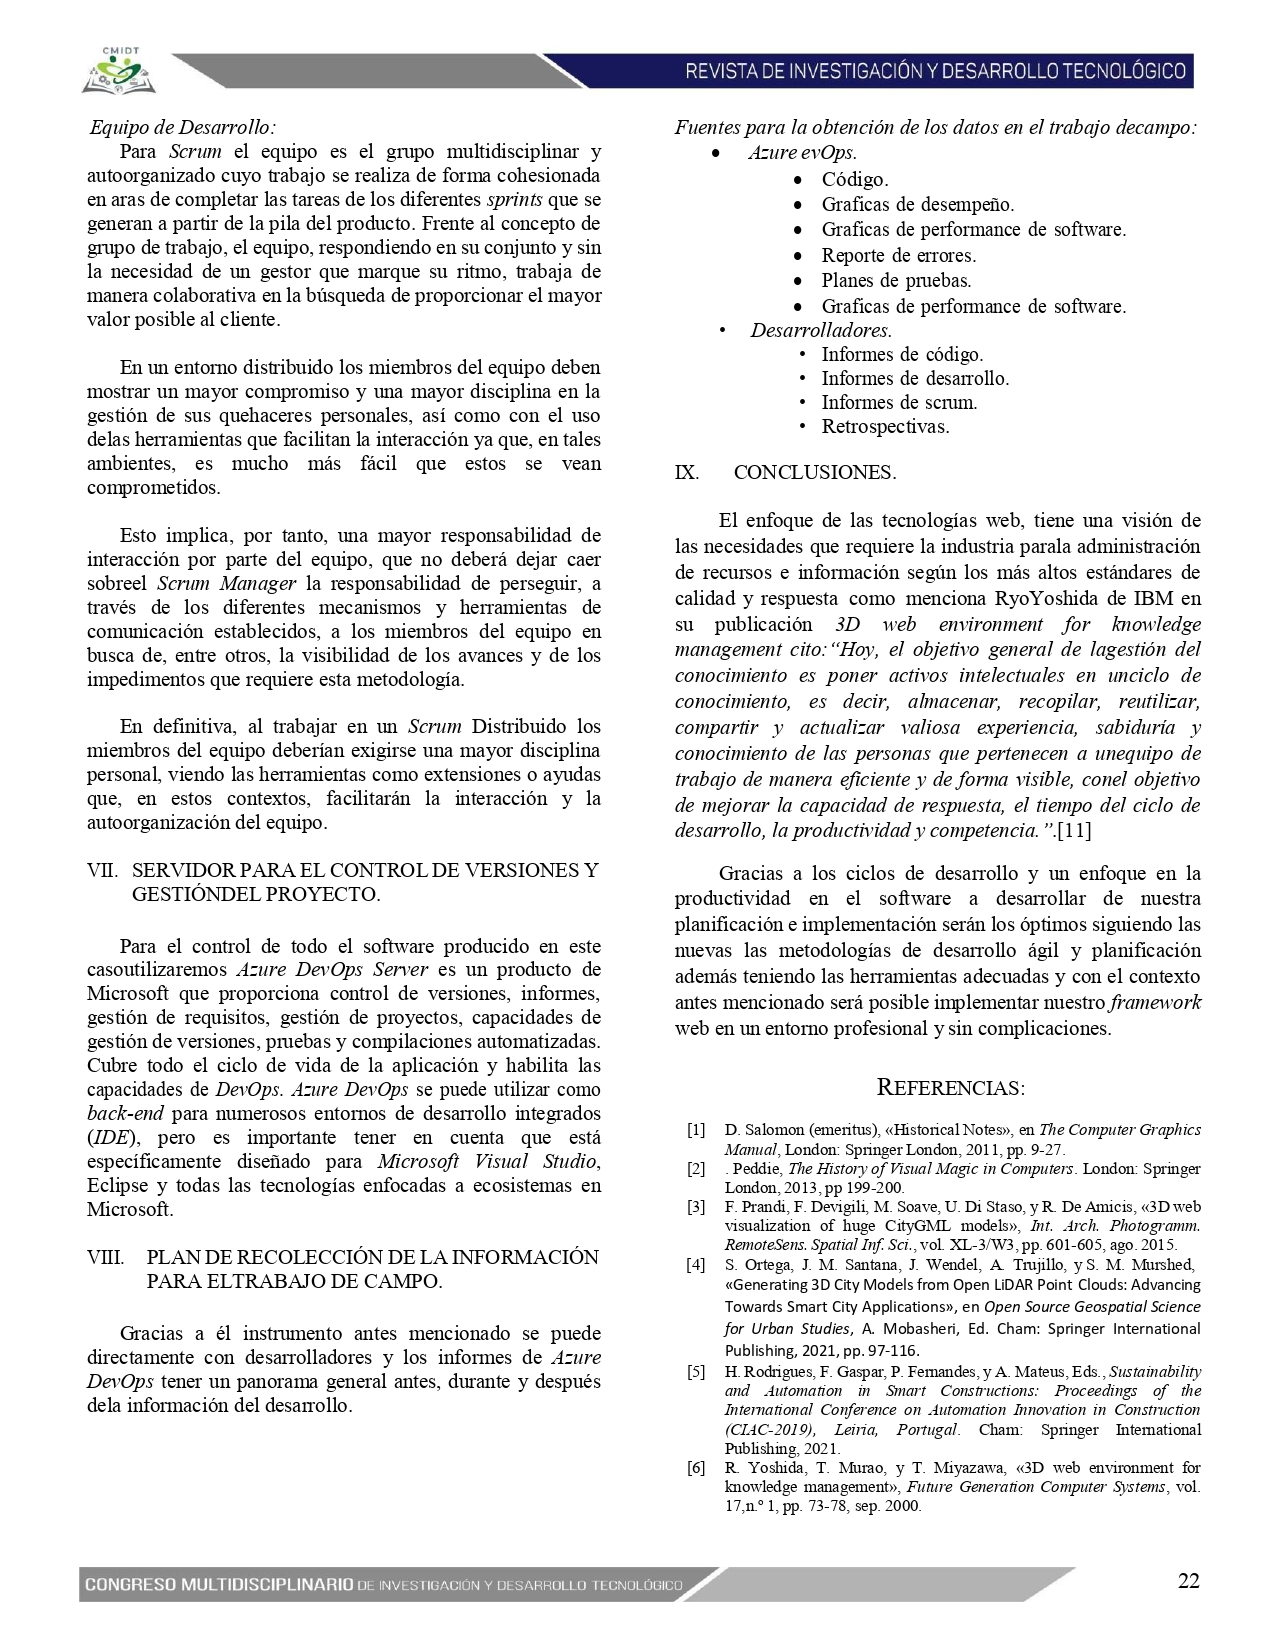 CMIDT
REVISTA DE INVESTIGACIÓN Y DESARROLLO TECNOLÓGICO
Equipo de Desarrollo:
Para Scrum el equipo es el grupo multidisciplinar y
autoorganizado cuyo trabajo se realiza de forma cohesionada
en aras de completar las tareas de los diferentes sprints que se
generan a partir de la pila del producto. Frente al concepto de
grupo de trabajo, el equipo, respondiendo en su conjunto y sin
la necesidad de un gestor que marque su ritmo, trabaja de
manera colaborativa en la búsqueda de proporcionar el mayor
valor posible al cliente.
En un entorno distribuido los miembros del equipo deben
mostrar un mayor compromiso y una mayor disciplina en la
gestión de sus quehaceres personales, así como con el uso
delas herramientas que facilitan la interacción ya que, en tales
ambientes, es mucho más fácil que estos se vean
comprometidos.
Esto implica, por tanto, una mayor responsabilidad de
interacción por parte del equipo, que no deberá dejar caer
sobreel Scrum Manager la responsabilidad de perseguir, a
través de los diferentes mecanismos y herramientas de
comunicación establecidos, a los miembros del equipo en
busca de, entre otros, la visibilidad de los avances y de los
impedimentos que requiere esta metodología.
En definitiva, al trabajar en un Scrum Distribuido los
miembros del equipo deberían exigirse una mayor disciplina
personal, viendo las herramientas como extensiones o ayudas
que, en estos contextos, facilitarán la interacción y la
autoorganización del equipo.
VII. SERVIDOR PARA EL CONTROL DE VERSIONES Y
GESTIÓNDEL PROYECTO.
Para el control de todo el software producido en este
casoutilizaremos Azure DevOps Server es un producto de
Microsoft que proporciona control de versiones, informes,
gestión de requisitos, gestión de proyectos, capacidades de
gestión de versiones, pruebas y compilaciones automatizadas.
Cubre todo el ciclo de vida de la aplicación y habilita las
capacidades de DevOps. Azure DevOps se puede utilizar como
back-end para numerosos entornos de desarrollo integrados
(IDE), pero es importante tener en cuenta que está
específicamente diseñado para Microsoft Visual Studio,
Eclipse y todas las tecnologías enfocadas a ecosistemas en
Microsoft.
VIII. PLAN DE RECOLECCIÓN DE LA INFORMACIÓN
PARA ELTRABAJO DE CAMPO.
Gracias a él instrumento antes mencionado se puede
directamente con desarrolladores y los informes de Azure
DevOps tener un panorama general antes, durante y después
dela información del desarrollo.
Fuentes para la obtención de los datos en el trabajo decampo:
• Azure evOps.
• Código.
• Graficas de desempeño.
• Graficas de performance de software.
• Reporte de errores.
• Planes de pruebas.
• Graficas de performance de software.
• Desarrolladores.
• Informes de código.
• Informes de desarrollo.
• Informes de scrum.
• Retrospectivas.
IX. CONCLUSIONES.
El enfoque de las tecnologías web, tiene una visión de
las necesidades que requiere la industria parala administración
de recursos e información según los más altos estándares de
calidad y respuesta como menciona RyoYoshida de IBM en
su publicación 3D web environment for knowledge
management cito:“Hoy, el objetivo general de lagestión del
conocimiento es poner activos intelectuales en unciclo de
conocimiento, es decir, almacenar, recopilar, reutilizar,
compartir y actualizar valiosa experiencia, sabiduría y
conocimiento de las personas que pertenecen a unequipo de
trabajo de manera eficiente y de forma visible, conel objetivo
de mejorar la capacidad de respuesta, el tiempo del ciclo de
desarrollo, la productividad y competencia.”.[11]
Gracias a los ciclos de desarrollo y un enfoque en la
productividad en el software a desarrollar de nuestra
planificación e implementación serán los óptimos siguiendo las
nuevas las metodologías de desarrollo ágil y planificación
además teniendo las herramientas adecuadas y con el contexto
antes mencionado será posible implementar nuestro framework
web en un entorno profesional y sin complicaciones.
REFERENCIAS:
[1] D. Salomon (emeritus), «Historical Notes», en The Computer Graphics
Manual, London: Springer London, 2011, pp. 9-27.
[2] . Peddie, The History of Visual Magic in Computers. London: Springer
London, 2013, pp 199-200.
[3] F. Prandi, F. Devigili, M. Soave, U. Di Staso, y R. De Amicis, «3D web
visualization of huge CityGML models», Int. Arch. Photogramm.
RemoteSens. Spatial Inf. Sci., vol. XL-3/W3, pp. 601-605, ago. 2015.
[4] S. Ortega, J. M. Santana, J. Wendel, A. Trujillo, y S. M. Murshed,
«Generating 3D City Models from Open LiDAR Point Clouds: Advancing
Towards Smart City Applications», en Open Source Geospatial Science
for Urban Studies, A. Mobasheri, Ed. Cham: Springer International
Publishing, 2021, pp. 97-116.
[5] H. Rodrigues, F. Gaspar, P. Fernandes, y A. Mateus, Eds., Sustainability
and Automation in Smart Constructions: Proceedings of the
International Conference on Automation Innovation in Construction
(CIAC-2019), Leiria, Portugal. Cham: Springer International
Publishing, 2021.
[6] R. Yoshida, T. Murao, y T. Miyazawa, «3D web environment for
knowledge management», Future Generation Computer Systems, vol.
17,n.º 1, pp. 73-78, sep. 2000.
CONGRESO MULTIDISCIPLINARIO DE INVESTIGACIÓN Y DESARROLLO TECNOLÓGICO
22